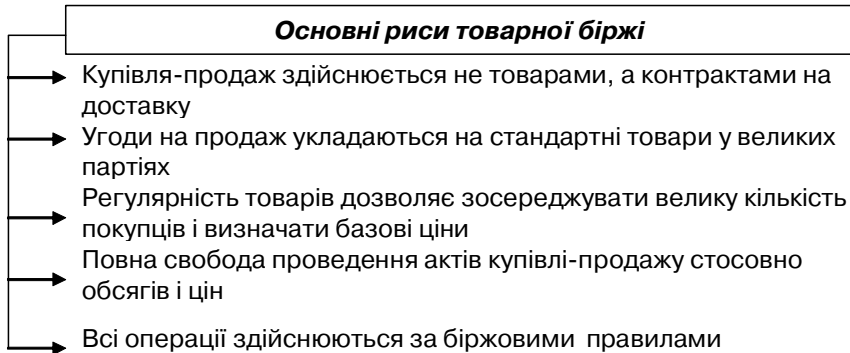 Основні риси товарної біржі
Купівля-продаж здійснюється не товарами, а контрактами на
доставку
Угоди на продаж укладаються на стандартні товари у великих
партіях
Регулярність товарів дозволяє зосереджувати велику кількість
покупців і визначати базові ціни
Повна свобода проведення актів купівлі-продажу стосовно
обсягів і цін
Всі операції здійснюються за біржовими правилами